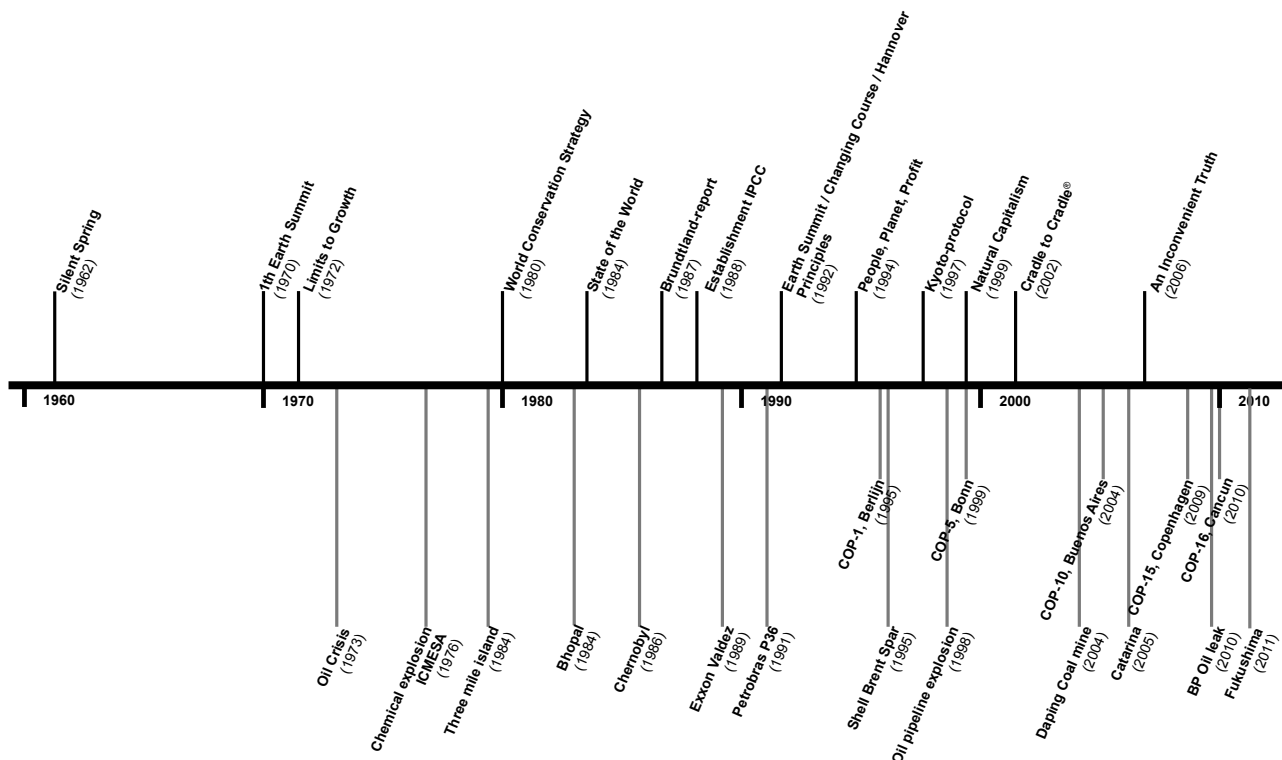 Silent Spring
(1962)
1th Earth Summit
(1970)
Limits to Growth
(1972)
World Conservation Strategy
(1980)
State of the World
(1984)
Brundtland-report
(1987)
Establishment IPCC
(1988)
Earth Summit / Changing Course / Hannover
Principles
(1992)
People, Planet, Profit
(1994)
Kyoto-protocol
(1997)
Natural Capitalism
(1999)
Cradle to Cradle®
(2002)
An Inconvenient Truth
(2006)
1960
1970
1980
1990
2000
2010
COP-1, Berlijn
(1995)
COP-5, Bonn
(1999)
COP-10, Buenos Aires
(2004)
COP-15, Copenhagen
(2009)
COP-16, Cancun
(2010)
Oil Crisis
(1973)
Chemical explosion
ICMESA
(1976)
Three mile island
(1984)
Bhopal
(1984)
Chernobyl
(1986)
Exxon Valdez
(1989)
Petrobras P36
(1991)
Shell Brent Spar
(1995)
Oil pipeline explosion
(1998)
Daping Coal mine
(2004)
Catarina
(2005)
BP Oil leak
(2010)
Fukushima
(2011)